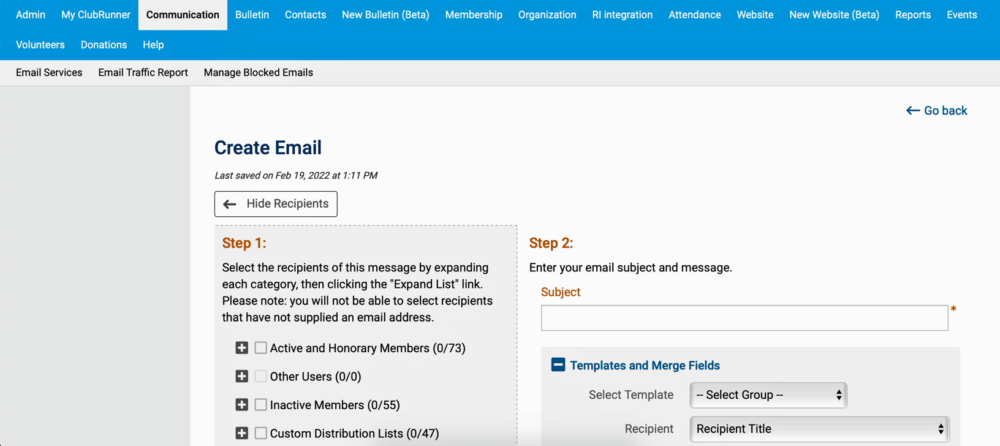 Admin My ClubRunner Communication Bulletin Contacts New Bulletin (Beta) Membership Organization RI integration Attendance Website New Website (Beta) Reports Events
Volunteers Donations Help
Email Services Email Traffic Report Manage Blocked Emails
Go back
Create Email
Last saved on Feb 19, 2022 at 1:11 PM
Hide Recipients
Step 1:
Select the recipients of this message by expanding
each category, then clicking the "Expand List" link.
Please note: you will not be able to select recipients
that have not supplied an email address.
Active and Honorary Members (0/73)
Other Users (0/0)
Inactive Members (0/55)
Custom Distribution Lists (0/47)
Step 2:
Enter your email subject and message.
Subject
*
Templates and Merge Fields
Select Template -- Select Group --
Recipient Recipient Title